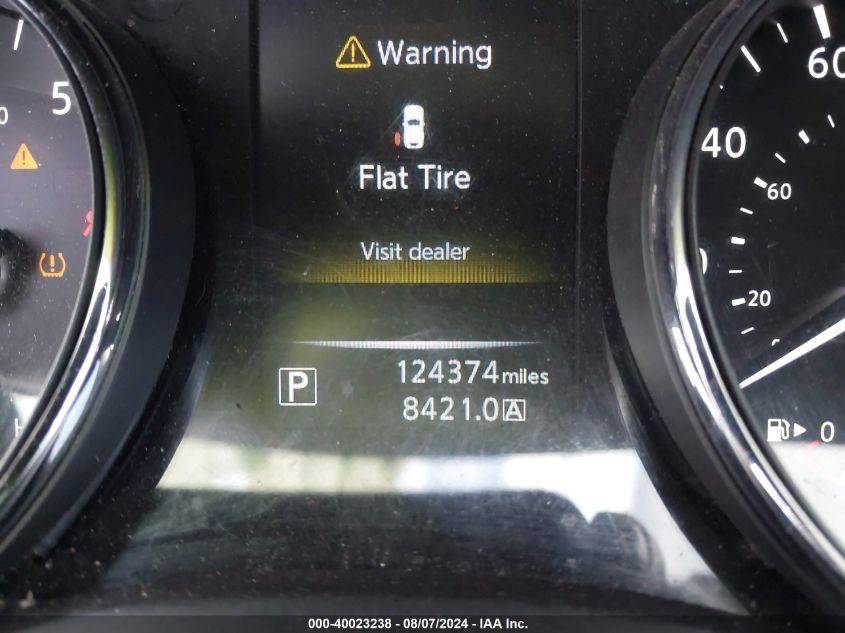 5
Warning
Flat Tire
Visit dealer
P
124374 miles
8421.0 A
60
40
60
20
0
000-40023238 - 08/07/2024 - IAA Inc.